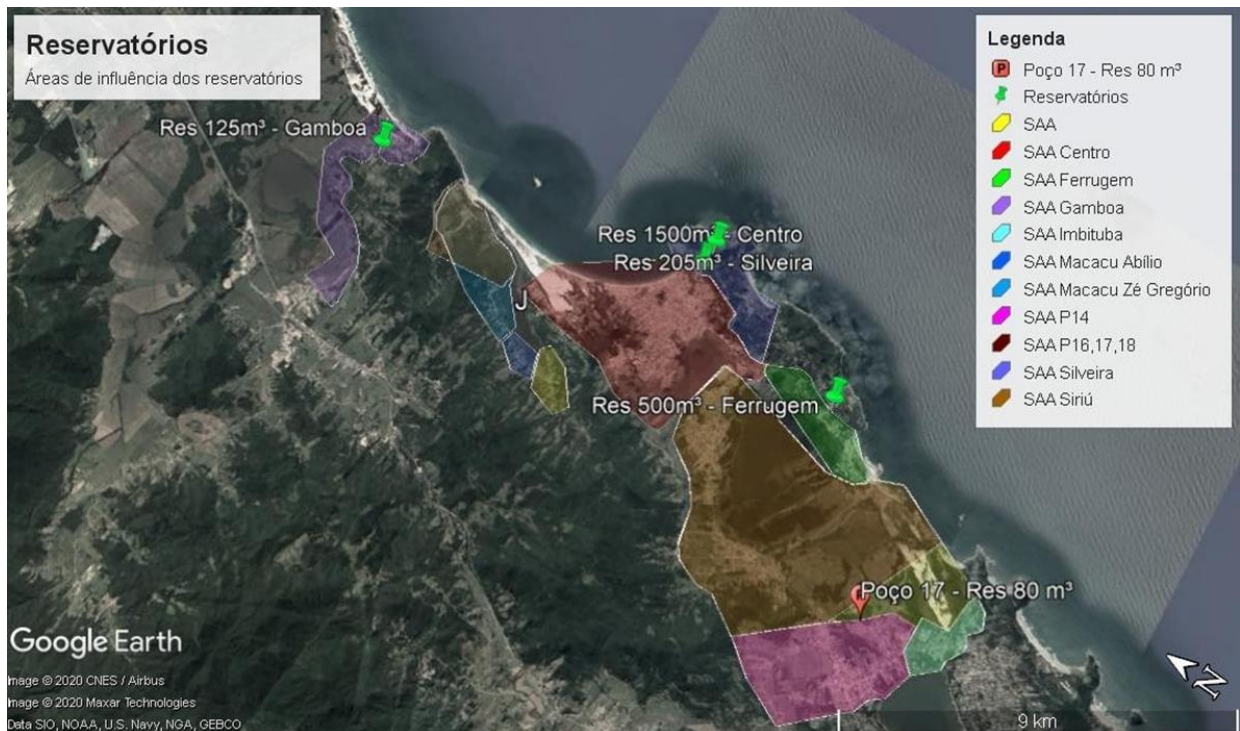 Reservatórios
Áreas de influência dos reservatórios
Legenda
P Poço 17 - Res 80 m³
Reservatórios
SAA
SAA Centro
SAA Ferrugem
SAA Gamboa
SAA Imbituba
SAA Macacu Abílio
SAA Macacu Zé Gregório
SAA P14
SAA P16,17,18
SAA Silveira
SAA Siriú
Res 125m³ - Gamboa
Res 1500m³ - Centro
Res 205m³ - Silveira
J
Res 500m³ - Ferrugem
Poço 17 - Res 80 m³
Google Earth
Image © 2020 CNES / Airbus
Image © 2020 Maxar Technologies
Data SIO, NOAA, U.S. Navy, NGA, GEBCO
N
9 km